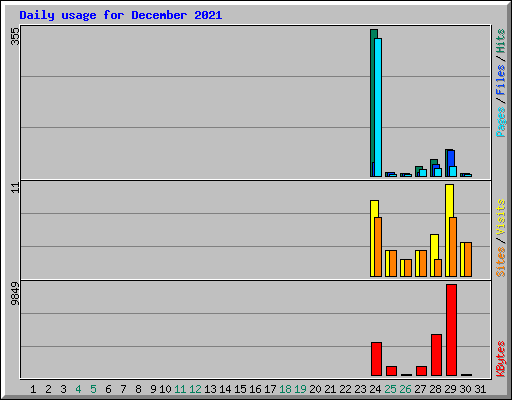 Daily usage for December 2021
355
Pages / Files / Hits
11
Sites / Visits
9849
KBytes
1 2 3 4 5 6 7 8 9 10 11 12 13 14 15 16 17 18 19 20 21 22 23 24 25 26 27 28 29 30 31